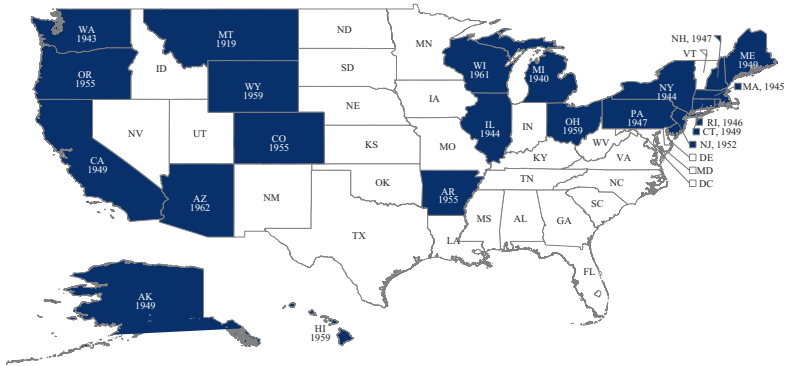 WA
1943
MT
1919
ND
MN
NH, 1947
VT
ME
1949
OR
1955
ID
SD
WI
1961
MI
1940
MA, 1945
WY
1959
NE
IA
NY
1944
NV
UT
CO
1955
IL
1944
IN
OH
1959
PA
1947
RI, 1946
CT, 1949
NJ, 1952
DE
MD
DC
CA
1949
KS
MO
KY
WV
VA
AZ
1962
NM
OK
AR
1955
TN
NC
SC
TX
LA
MS
AL
GA
FL
AK
1949
HI
1959